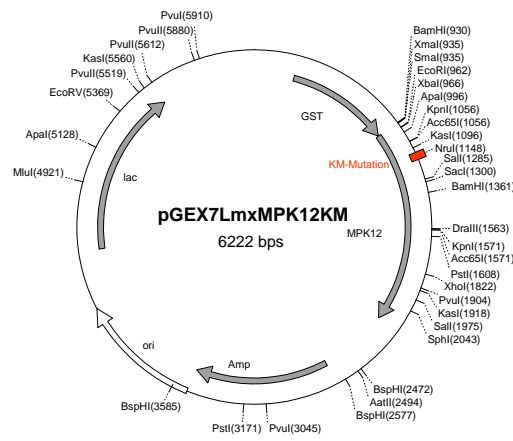 PvuI(5910)
PvuII(5880)
PvuII(5612)
KasI(5560)
PvuII(5519)
EcoRV(5369)
ApaI(5128)
MluI(4921)
BamHI(930)
XmaI(935)
SmaI(935)
EcoRI(962)
XbaI(966)
ApaI(996)
KpnI(1056)
Acc65I(1056)
KasI(1096)
NruI(1148)
SalI(1285)
SacI(1300)
BamHI(1361)
GST
KM-Mutation
lac
pGEX7LmxMPK12KM
6222 bps
MPK12
DraIII(1563)
KpnI(1571)
Acc65I(1571)
PstI(1608)
XhoI(1822)
PvuI(1904)
KasI(1918)
SalI(1975)
SphI(2043)
ori
Amp
BspHI(2472)
AatII(2494)
BspHI(2577)
BspHI(3585)
PstI(3171)
PvuI(3045)